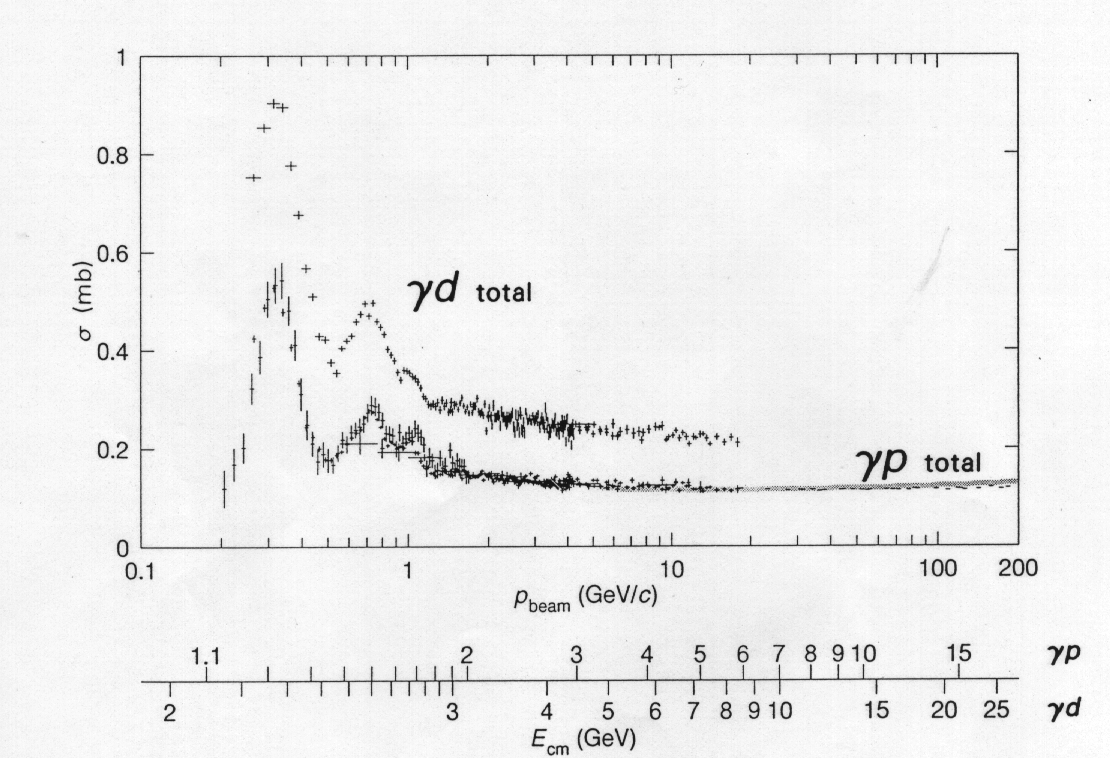 1
0.8
0.6
0.4
0.2
0
σ (mb)
γd total
γp total
0.1 1 10 100 200
p_beam (GeV/c)
1.1 2 3 4 5 6 7 8 9 10 15 γp
2 3 4 5 6 7 8 9 10 15 20 25 γd
E_cm (GeV)